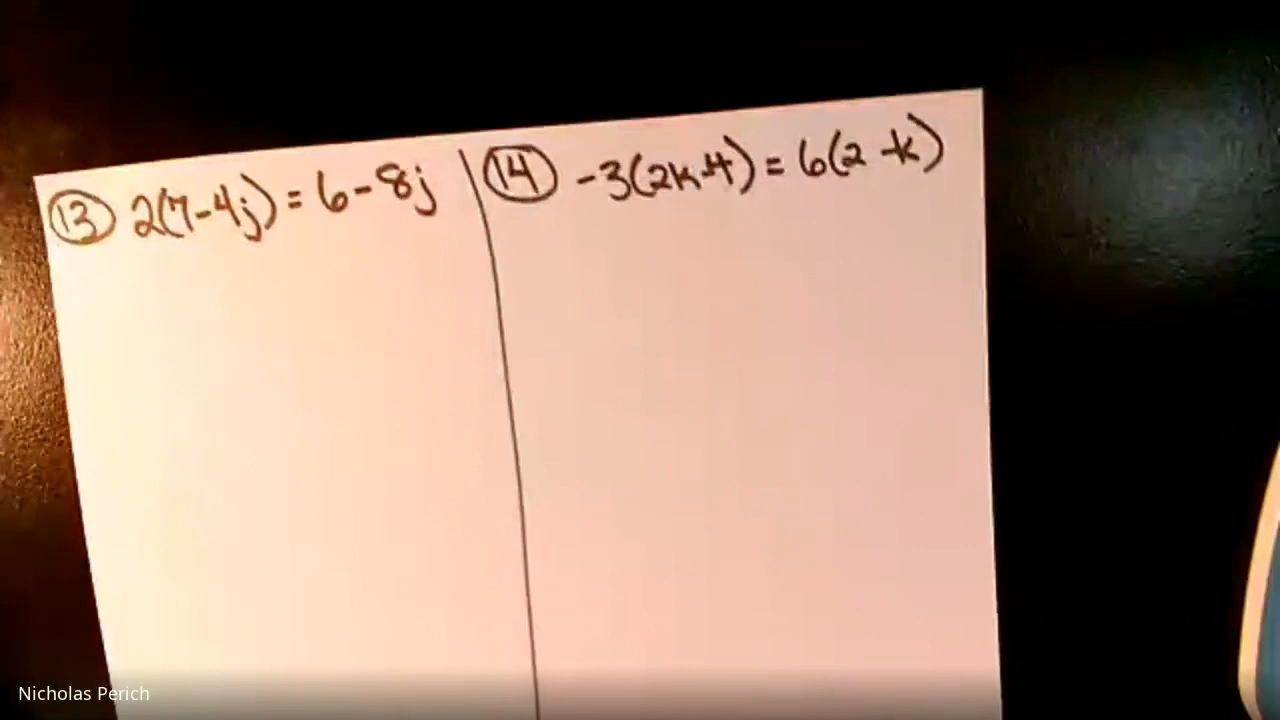 13 2(7-4j) = 6-8j
14 -3(2k-4) = 6(2-k)
Nicholas Perich